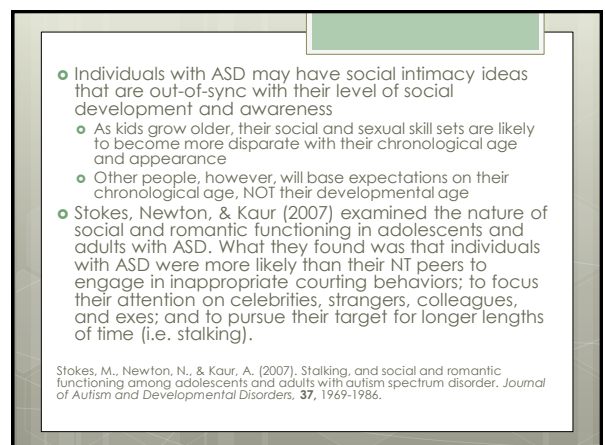 Individuals with ASD may have social intimacy ideas
that are out-of-sync with their level of social
development and awareness
As kids grow older, their social and sexual skill sets are likely
to become more disparate with their chronological age
and appearance
Other people, however, will base expectations on their
chronological age, NOT their developmental age
Stokes, Newton, & Kaur (2007) examined the nature of
social and romantic functioning in adolescents and
adults with ASD. What they found was that individuals
with ASD were more likely than their NT peers to
engage in inappropriate courting behaviors; to focus
their attention on celebrities, strangers, colleagues,
and exes; and to pursue their target for longer lengths
of time (i.e. stalking).
Stokes, M., Newton, N., & Kaur, A. (2007). Stalking, and social and romantic
functioning among adolescents and adults with autism spectrum disorder. Journal
of Autism and Developmental Disorders, 37, 1969-1986.